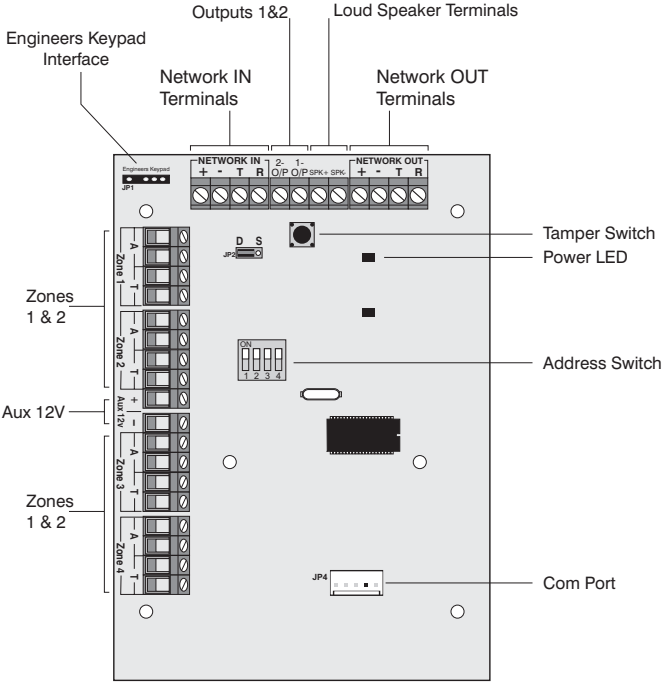 Outputs 1&2
Loud Speaker Terminals
Engineers Keypad
Interface
Network IN
Terminals
Network OUT
Terminals
Engineers Keypad
JP1
NETWORK IN
+ - T R
2- 1-
O/P O/P SPK+ SPK-
NETWORK OUT
+ - T R
Tamper Switch
Power LED
D S
JP2
Zones
1 & 2
A
Zone 1
T
A
Zone 2
T
ON
1 2 3 4
Address Switch
Aux 12V
+
Aux 12v
-
Zones
1 & 2
A
Zone 3
T
A
Zone 4
T
JP4
Com Port